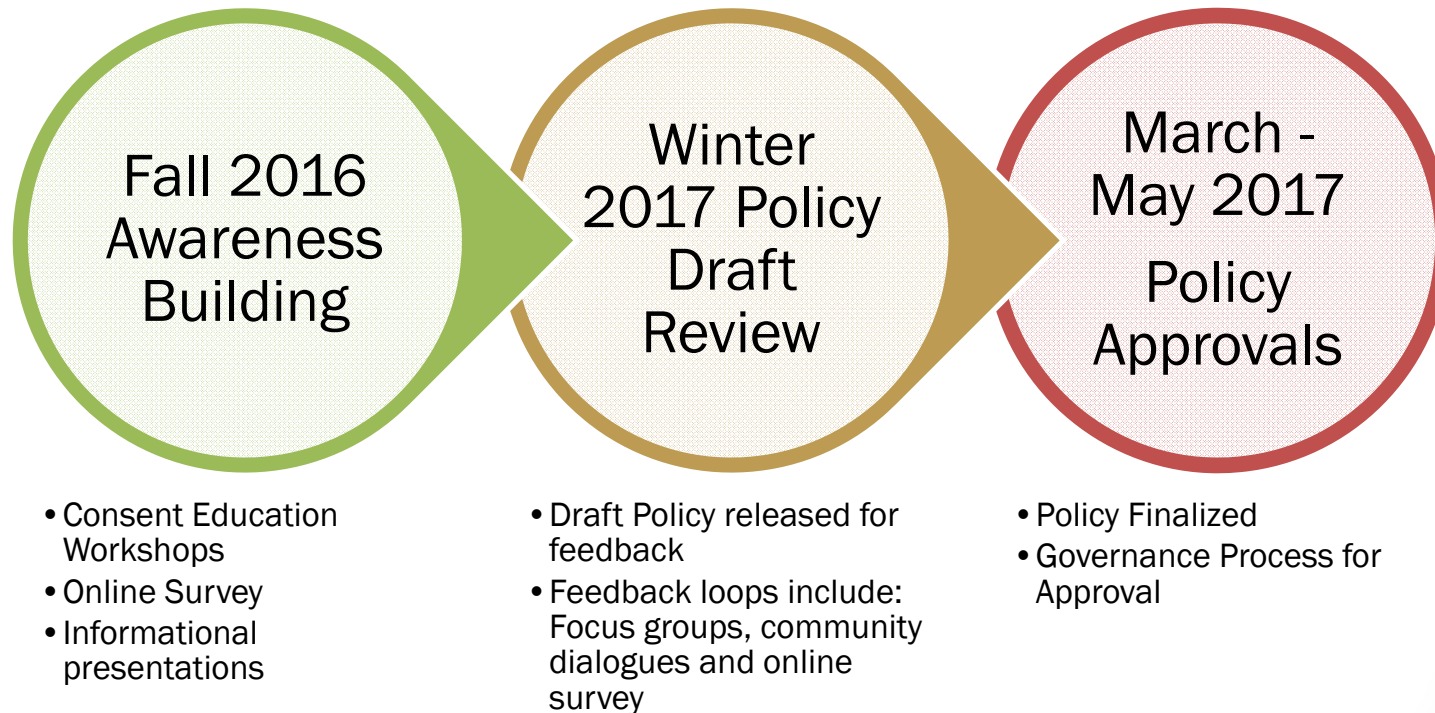 Fall 2016
Awareness
Building
• Consent Education
Workshops
• Online Survey
• Informational
presentations
Winter
2017 Policy
Draft
Review
• Draft Policy released for
feedback
• Feedback loops include:
Focus groups, community
dialogues and online
survey
March -
May 2017
Policy
Approvals
• Policy Finalized
• Governance Process for
Approval